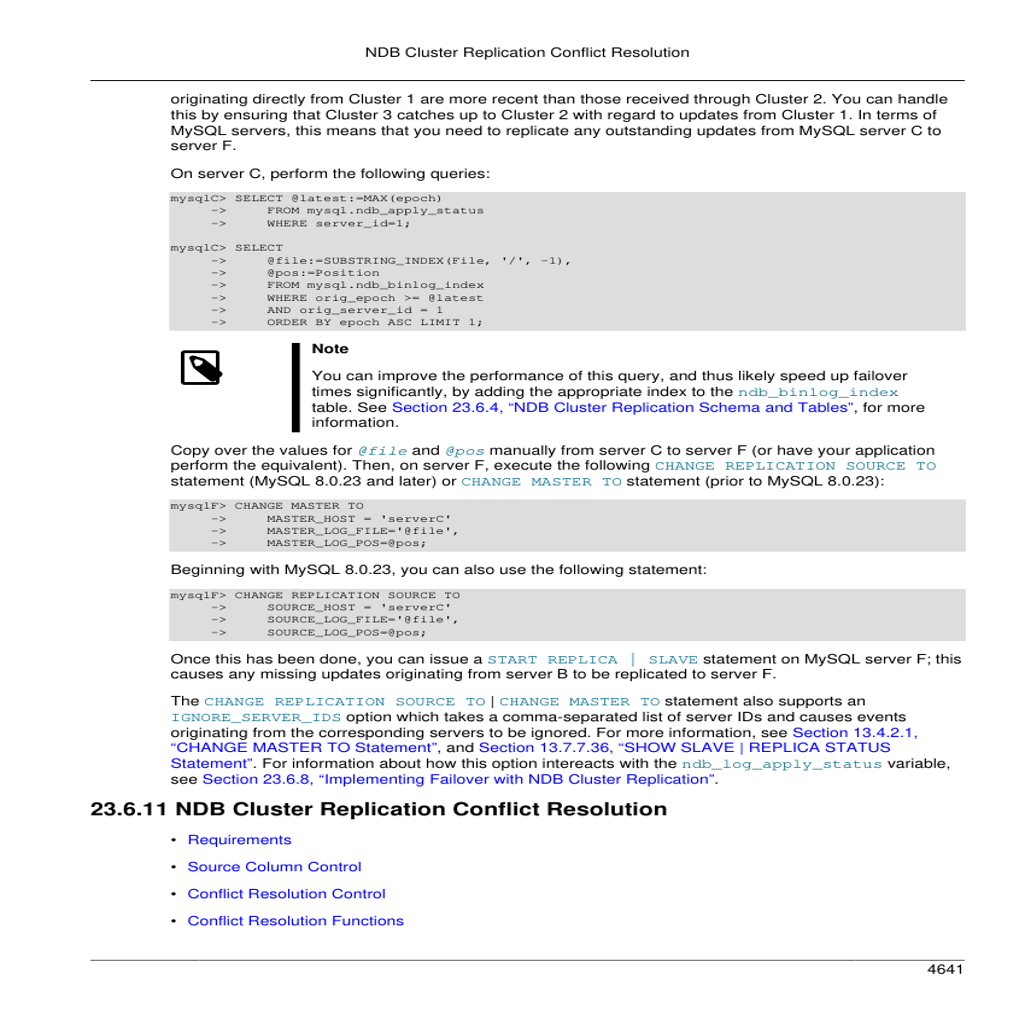 NDB Cluster Replication Conflict Resolution
originating directly from Cluster 1 are more recent than those received through Cluster 2. You can handle
this by ensuring that Cluster 3 catches up to Cluster 2 with regard to updates from Cluster 1. In terms of
MySQL servers, this means that you need to replicate any outstanding updates from MySQL server C to
server F.
On server C, perform the following queries:
mysqlC> SELECT @latest:=MAX(epoch)
     ->     FROM mysql.ndb_apply_status
     ->     WHERE server_id=1;
mysqlC> SELECT
     ->     @file:=SUBSTRING_INDEX(File, '/', -1),
     ->     @pos:=Position
     ->     FROM mysql.ndb_binlog_index
     ->     WHERE orig_epoch >= @latest
     ->     AND orig_server_id = 1
     ->     ORDER BY epoch ASC LIMIT 1;
Note
You can improve the performance of this query, and thus likely speed up failover
times significantly, by adding the appropriate index to the ndb_binlog_index
table. See Section 23.6.4, “NDB Cluster Replication Schema and Tables”, for more
information.
Copy over the values for @file and @pos manually from server C to server F (or have your application
perform the equivalent). Then, on server F, execute the following CHANGE REPLICATION SOURCE TO
statement (MySQL 8.0.23 and later) or CHANGE MASTER TO statement (prior to MySQL 8.0.23):
mysqlF> CHANGE MASTER TO
     ->     MASTER_HOST = 'serverC'
     ->     MASTER_LOG_FILE='@file',
     ->     MASTER_LOG_POS=@pos;
Beginning with MySQL 8.0.23, you can also use the following statement:
mysqlF> CHANGE REPLICATION SOURCE TO
     ->     SOURCE_HOST = 'serverC'
     ->     SOURCE_LOG_FILE='@file',
     ->     SOURCE_LOG_POS=@pos;
Once this has been done, you can issue a START REPLICA | SLAVE statement on MySQL server F; this
causes any missing updates originating from server B to be replicated to server F.
The CHANGE REPLICATION SOURCE TO | CHANGE MASTER TO statement also supports an
IGNORE_SERVER_IDS option which takes a comma-separated list of server IDs and causes events
originating from the corresponding servers to be ignored. For more information, see Section 13.4.2.1,
“CHANGE MASTER TO Statement”, and Section 13.7.7.36, “SHOW SLAVE | REPLICA STATUS
Statement”. For information about how this option intereacts with the ndb_log_apply_status variable,
see Section 23.6.8, “Implementing Failover with NDB Cluster Replication”.
23.6.11 NDB Cluster Replication Conflict Resolution
• Requirements
• Source Column Control
• Conflict Resolution Control
• Conflict Resolution Functions
4641